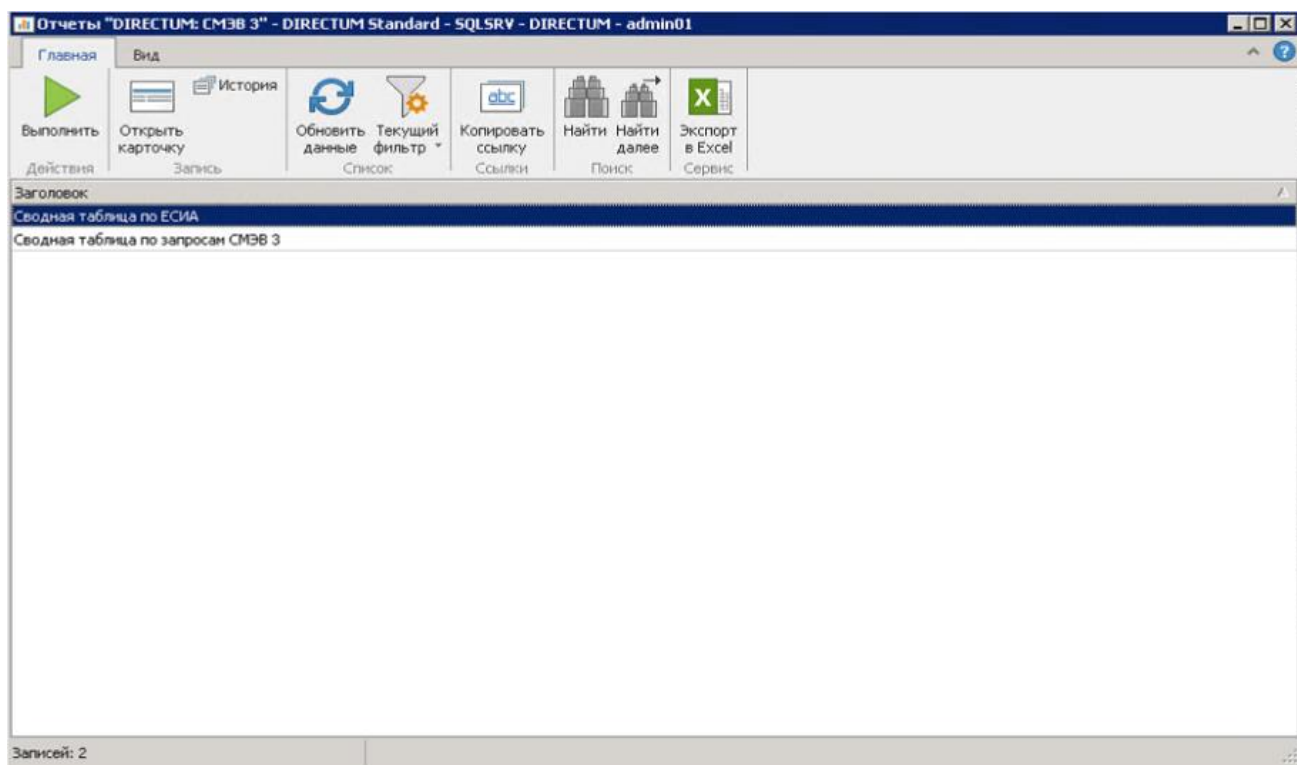 Отчеты "DIRECTUM: СМЭВ 3" - DIRECTUM Standard - SQLSRV - DIRECTUM - admin01
Главная Вид
Выполнить
Открыть карточку
История
Обновить данные
Текущий фильтр
abc
Копировать ссылку
Найти
Найти далее
X
Экспорт в Excel
Действия Запись Список Ссылки Поиск Сервис
Заголовок
Сводная таблица по ЕСИА
Сводная таблица по запросам СМЭВ 3
Записей: 2